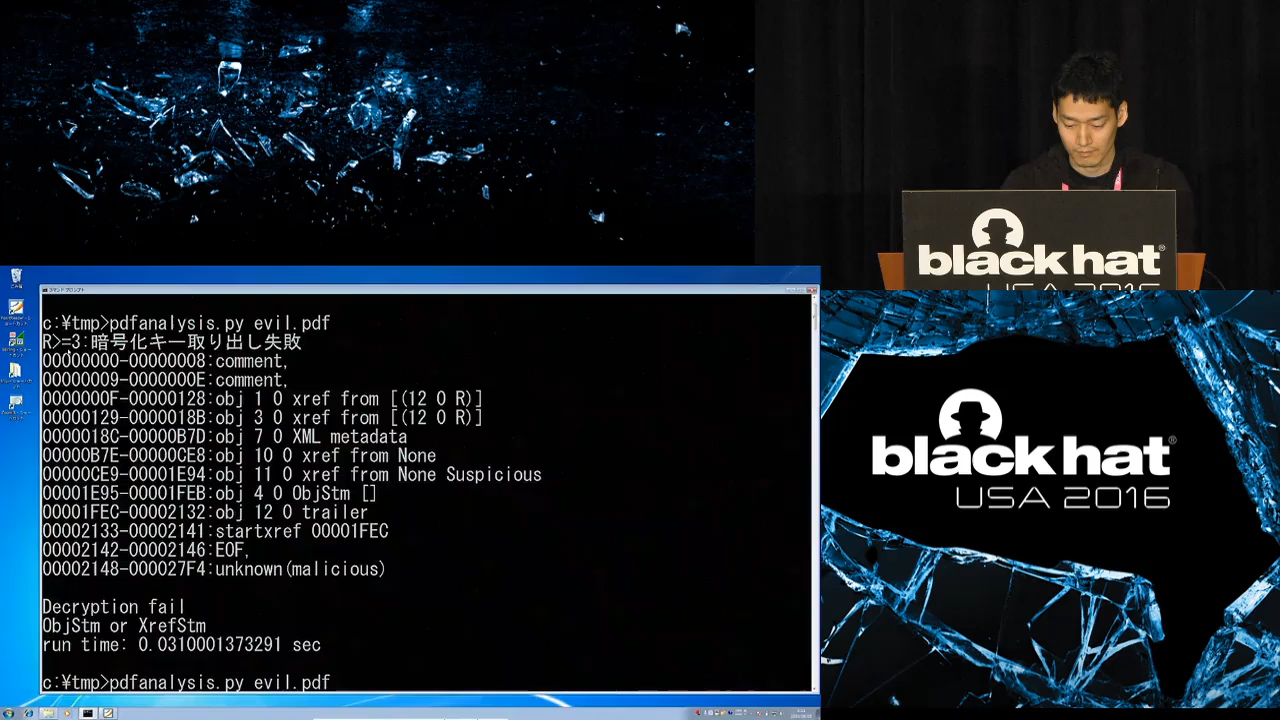 c:¥tmp>pdfanalysis.py evil.pdf
R>=3:暗号化キー取り出し失敗
00000000-00000008:comment,
00000009-0000000E:comment,
0000000F-00000128:obj 1 0 xref from [(12 0 R)]
00000129-0000018B:obj 3 0 xref from [(12 0 R)]
0000018C-00000B7D:obj 7 0 XML metadata
00000B7E-00000CE8:obj 10 0 xref from None
00000CE9-00001E94:obj 11 0 xref from None Suspicious
00001E95-00001FEB:obj 4 0 ObjStm []
00001FEC-00002132:obj 12 0 trailer
00002133-00002141:startxref 00001FEC
00002142-00002146:EOF,
00002148-000027F4:unknown(malicious)
Decryption fail
ObjStm or XrefStm
run time: 0.0310001373291 sec
c:¥tmp>pdfanalysis.py evil.pdf
black hat®
USA 2016
black hat®
USA 2016